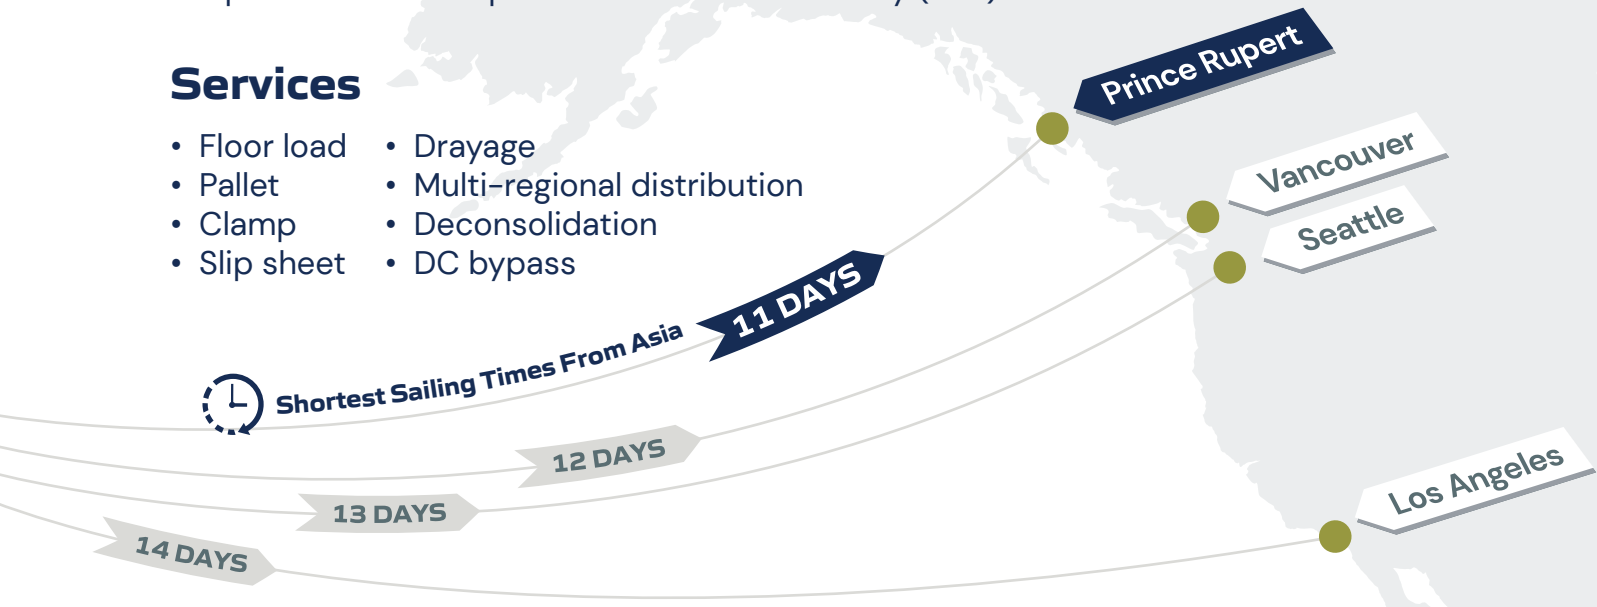 Services
• Floor load
• Pallet
• Clamp
• Slip sheet
• Drayage
• Multi-regional distribution
• Deconsolidation
• DC bypass
Shortest Sailing Times From Asia
11 DAYS
12 DAYS
13 DAYS
14 DAYS
Prince Rupert
Vancouver
Seattle
Los Angeles